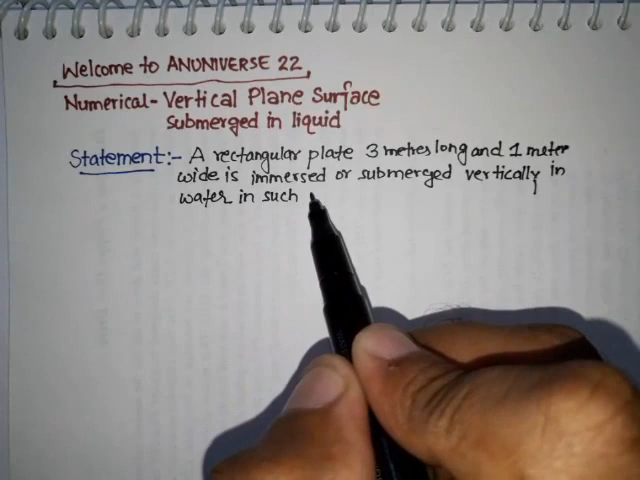 Welcome to ANUNIVERSE 22,
Numerical- Vertical Plane Surface
submerged in liquid
Statement:- A rectangular plate 3 metres long and 1 meter
wide is immersed or submerged vertically in
water in such